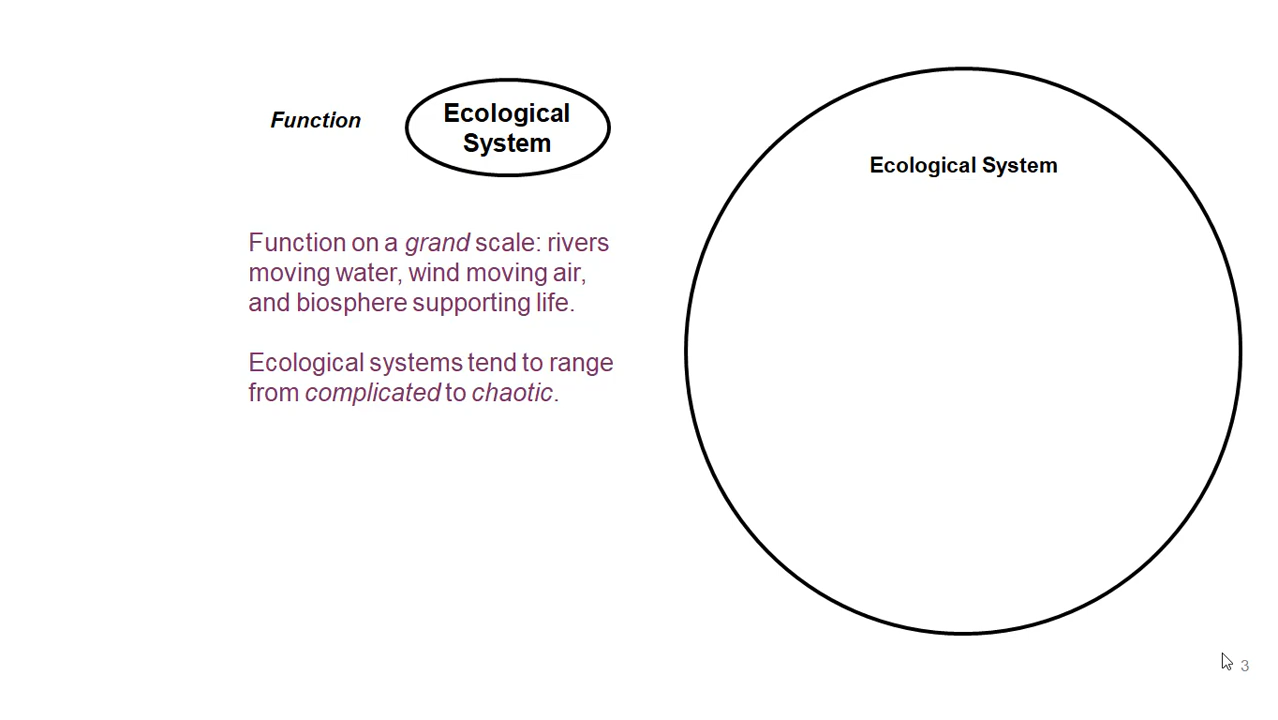 Function
Ecological
System
Function on a grand scale: rivers
moving water, wind moving air,
and biosphere supporting life.
Ecological systems tend to range
from complicated to chaotic.
Ecological System
3